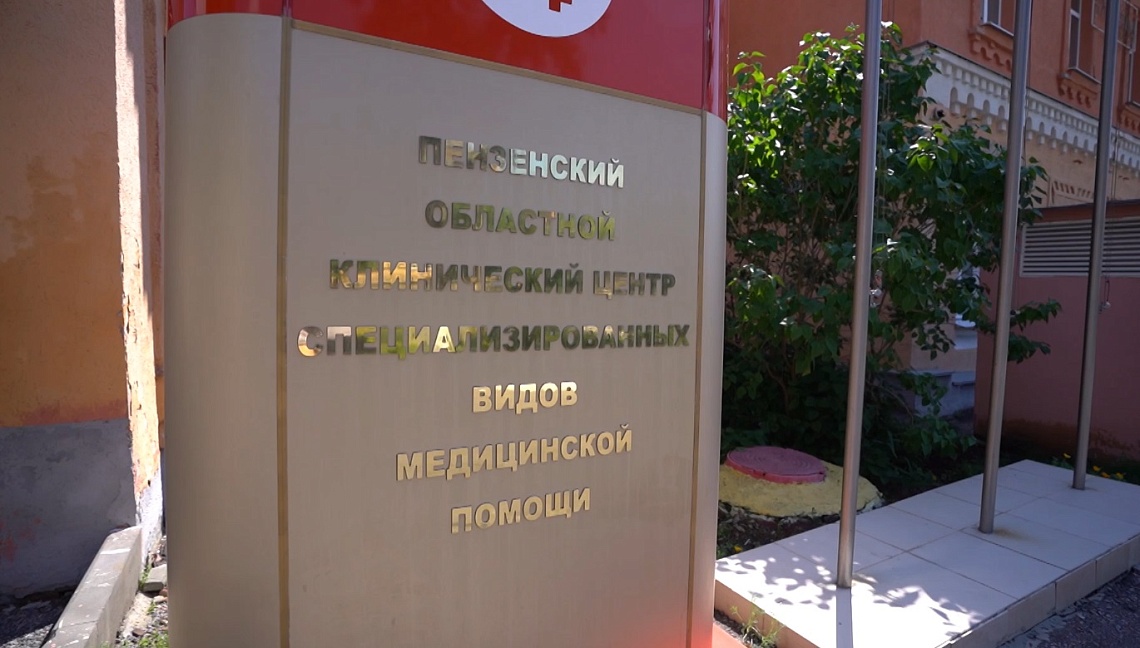 ПЕНЗЕНСКИЙ
ОБЛАСТНОЙ
КЛИНИЧЕСКИЙ ЦЕНТР
СПЕЦИАЛИЗИРОВАННЫХ
ВИДОВ
МЕДИЦИНСКОЙ
ПОМОЩИ